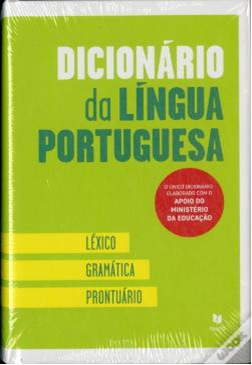 DICIONÁRIO
da LÍNGUA
PORTUGUESA
O ÚNICO DICIONÁRIO
ELABORADO COM O
APOIO DO
MINISTÉRIO
DA EDUCAÇÃO
LÉXICO
GRAMÁTICA
PRONTUÁRIO